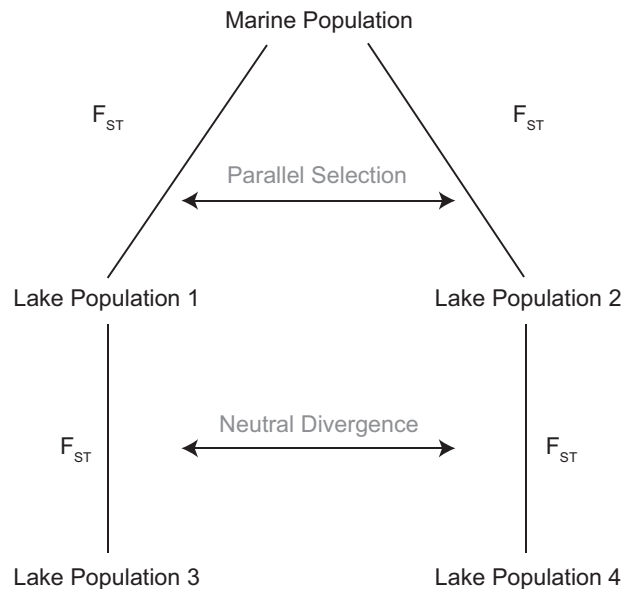 Marine Population
F_ST F_ST
Parallel Selection
Lake Population 1 Lake Population 2
Neutral Divergence
F_ST F_ST
Lake Population 3 Lake Population 4